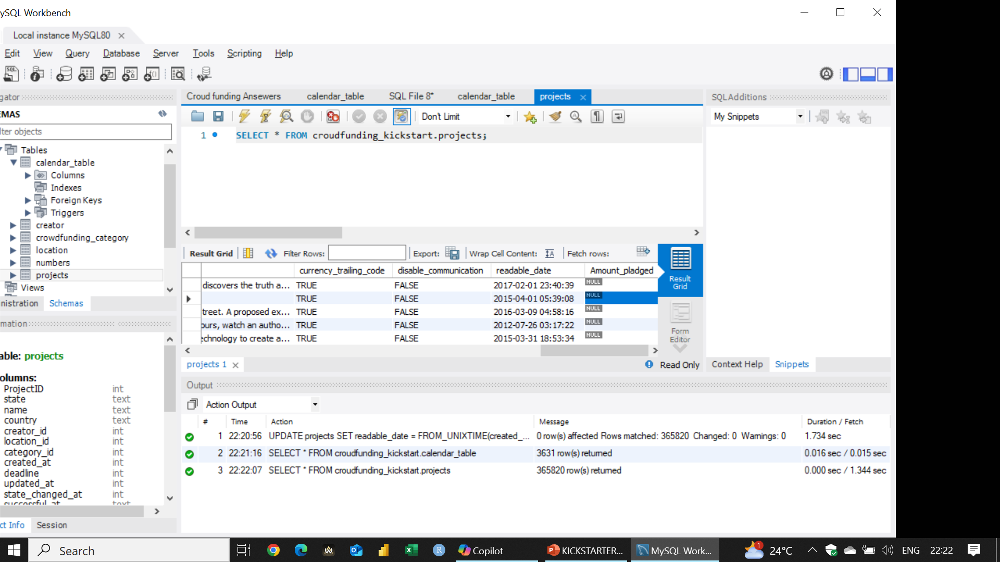 ySQL Workbench
Local instance MySQL80
Edit View Query Database Server Tools Scripting Help
gator
EMAS
lter objects
Tables
calendar_table
Columns
Indexes
Foreign Keys
Triggers
creator
crowdfunding_category
location
numbers
projects
Views
nistration Schemas
mation
able: projects
olumns:
ProjectID int
state text
name text
country text
creator_id int
location_id int
category_id int
created_at int
deadline int
updated_at int
state_changed_at int
successful_at text
ct Info Session
Croud funding Ansewers calendar_table SQL File 8* calendar_table projects
Don't Limit
1 SELECT * FROM croudfunding_kickstart.projects;
Result Grid Filter Rows: Export: Wrap Cell Content: Fetch rows:
currency_trailing_code disable_communication readable_date Amount_pladged
discovers the truth a... TRUE FALSE 2017-02-01 23:40:39 NULL
TRUE FALSE 2015-04-01 05:39:08 NULL
treet. A proposed ex... TRUE FALSE 2016-03-09 04:58:16 NULL
ours, watch an autho... TRUE FALSE 2012-07-26 03:17:22 NULL
echnology to create a... TRUE FALSE 2015-03-31 18:53:34 NULL
Result
Grid
Form
Editor
projects 1 Read Only
SQLAdditions
My Snippets
Context Help Snippets
Output
Action Output
# Time Action Message Duration / Fetch
1 22:20:56 UPDATE projects SET readable_date = FROM_UNIXTIME(created_... 0 row(s) affected Rows matched: 365820 Changed: 0 Warnings: 0 1.734 sec
2 22:21:16 SELECT * FROM croudfunding_kickstart.calendar_table 3631 row(s) returned 0.016 sec / 0.015 sec
3 22:22:07 SELECT * FROM croudfunding_kickstart.projects 365820 row(s) returned 0.000 sec / 1.344 sec
Search Copilot KICKSTARTER... MySQL Work... 1 24°C ENG 22:22